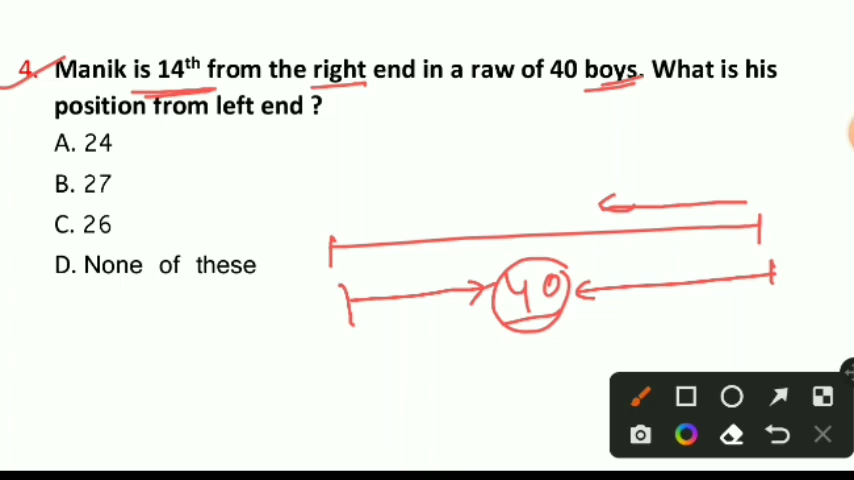 4. Manik is 14th from the right end in a raw of 40 boys. What is his
position from left end ?
A. 24
B. 27
C. 26
D. None of these
40